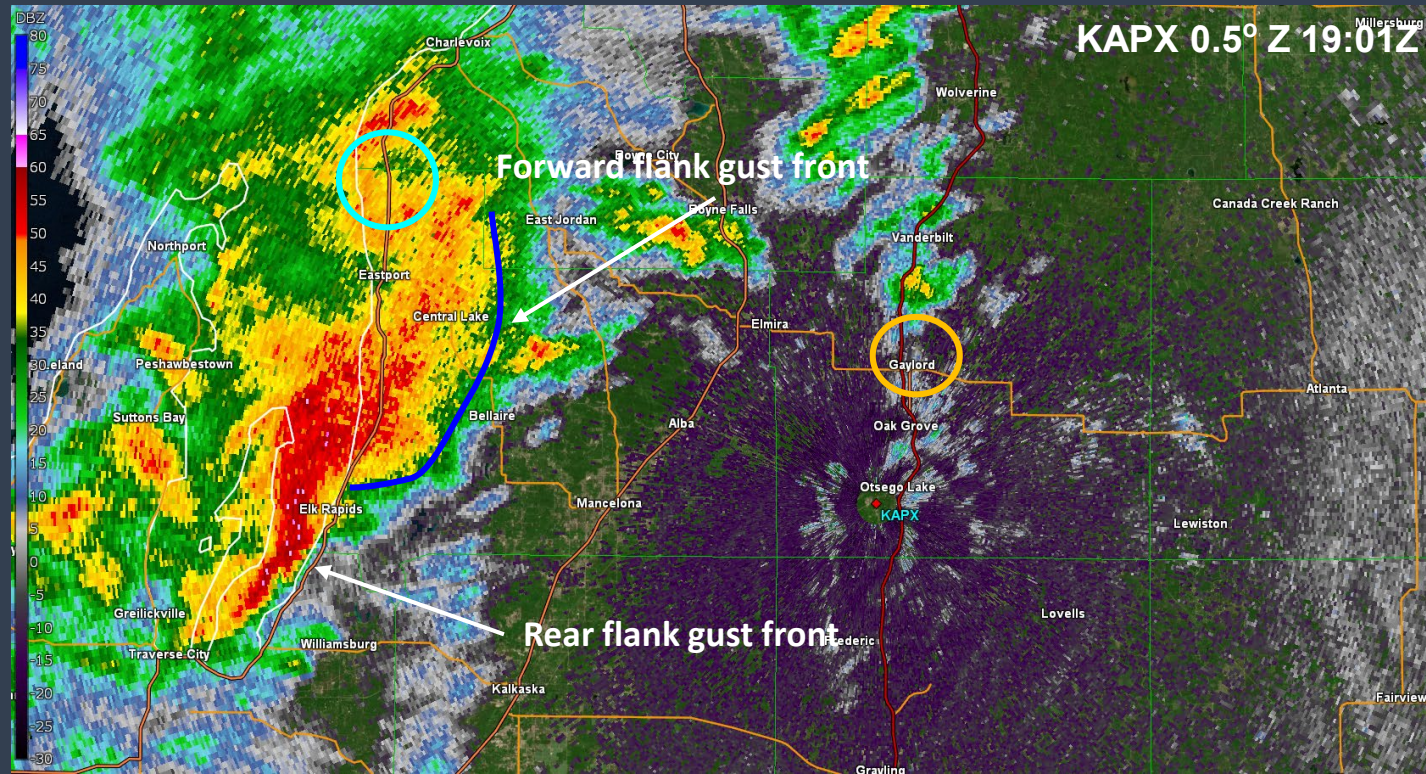 DBZ
KAPX 0.5º Z 19:01Z
Millersburg
80
75
70
65
60
55
50
45
40
35
30
25
20
15
10
5
0
-5
-10
-15
-20
-25
-30
Charlevoix
Wolverine
Boyne City
Forward flank gust front
Canada Creek Ranch
Boyne Falls
East Jordan
Northport
Vanderbilt
Eastport
Central Lake
Elmira
eland
Peshawbestown
Gaylord
Atlanta
Suttons Bay
Bellaire
Alba
Oak Grove
Otsego Lake
Elk Rapids
Mancelona
KAPX
Lewiston
Greilickville
Lovells
Rear flank gust front
Frederic
Williamsburg
Traverse City
Kalkaska
Fairview
Grayling